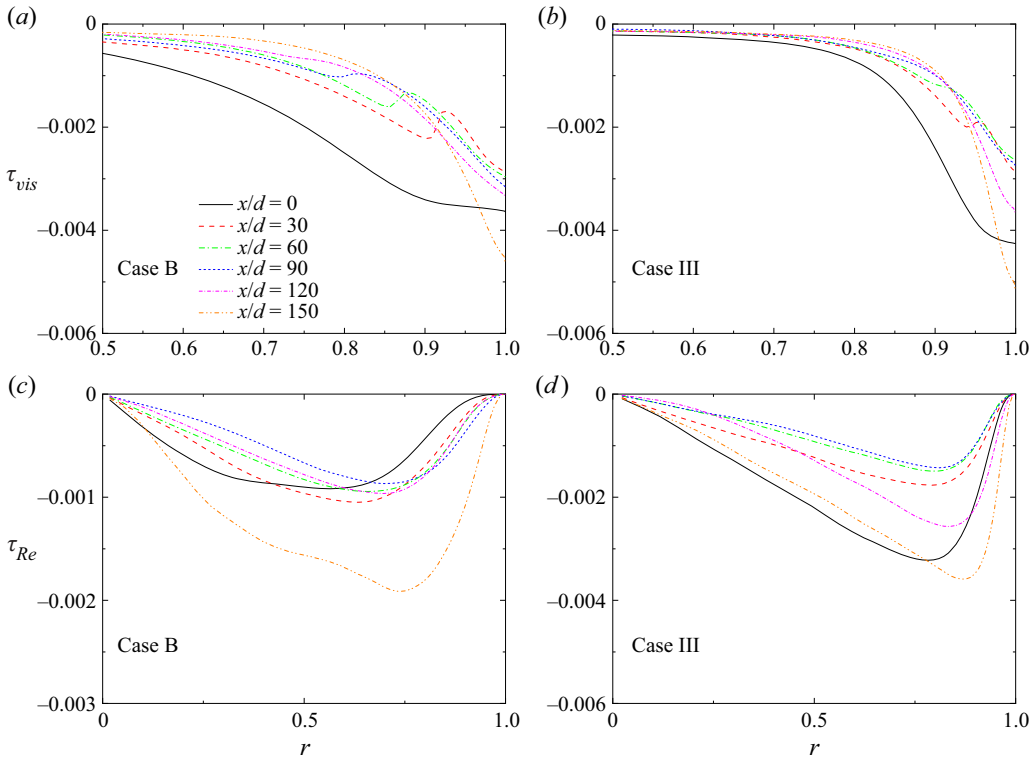 (a)
(b)
0
–0.002
–0.004
–0.006
τvis
x/d = 0
x/d = 30
x/d = 60
x/d = 90
x/d = 120
x/d = 150
Case B
0.5 0.6 0.7 0.8 0.9 1.0
0
–0.002
–0.004
–0.006
Case III
0.5 0.6 0.7 0.8 0.9 1.0
(c)
(d)
0
–0.001
–0.002
–0.003
τRe
Case B
0 0.5 1.0
r
0
–0.002
–0.004
–0.006
Case III
0 0.5 1.0
r